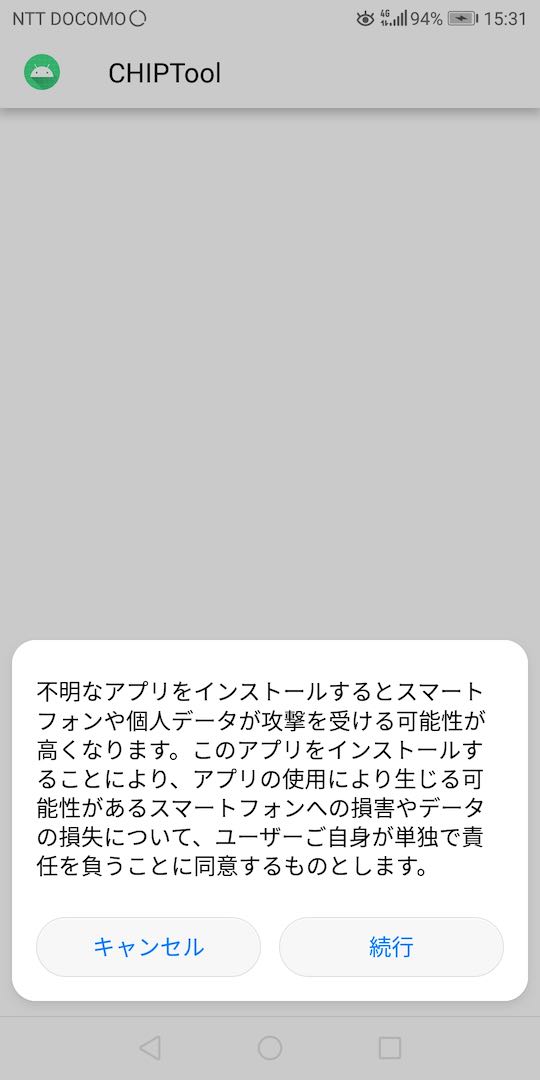 NTT DOCOMO 4G 94% 15:31
CHIPTool
不明なアプリをインストールするとスマート
フォンや個人データが攻撃を受ける可能性が
高くなります。このアプリをインストールす
ることにより、アプリの使用により生じる可
能性があるスマートフォンへの損害やデータ
の損失について、ユーザーご自身が単独で責
任を負うことに同意するものとします。
キャンセル 続行